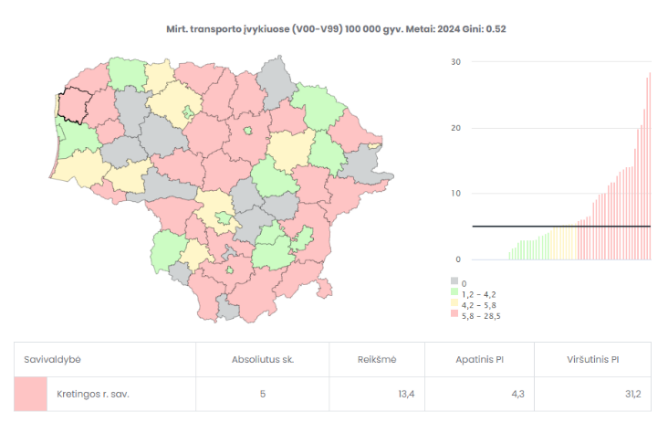 Mirt. transporto įvykiuose (V00-V99) 100 000 gyv. Metai: 2024 Gini: 0.52
30
20
10
0
0
1,2 - 4,2
4,2 - 5,8
5,8 - 28,5
Savivaldybė Absoliutus sk. Reikšmė Apatinis PI Viršutinis PI
Kretingos r. sav. 5 13,4 4,3 31,2